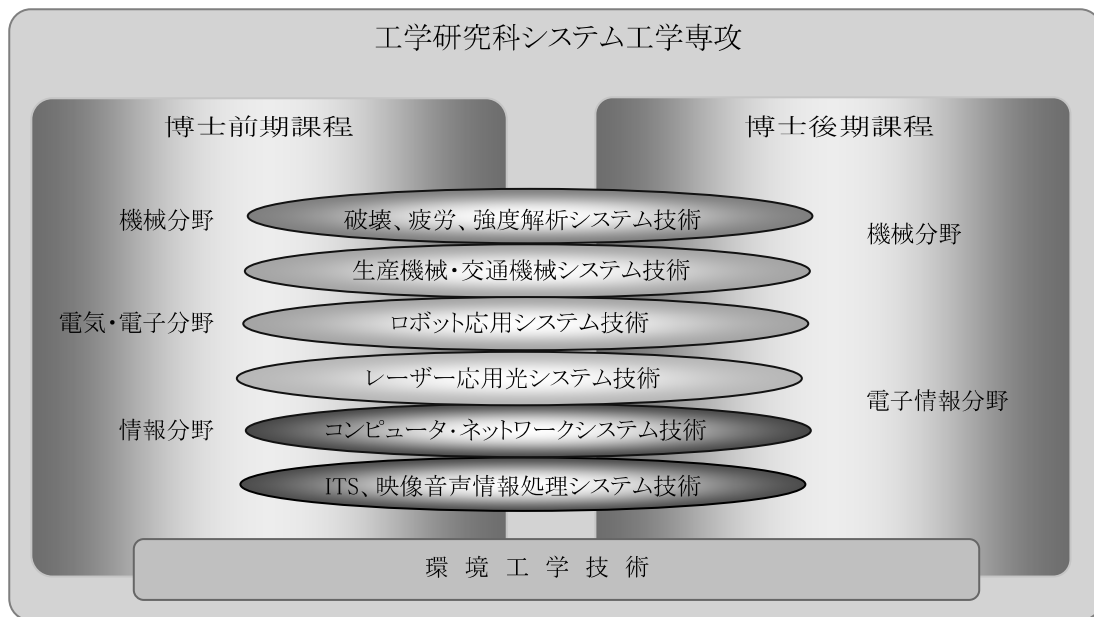 工学研究科システム工学専攻
博士前期課程
博士後期課程
機械分野
電気・電子分野
情報分野
破壊、疲労、強度解析システム技術
生産機械・交通機械システム技術
ロボット応用システム技術
レーザー応用光システム技術
コンピュータ・ネットワークシステム技術
ITS、映像音声情報処理システム技術
機械分野
電子情報分野
環境工学技術